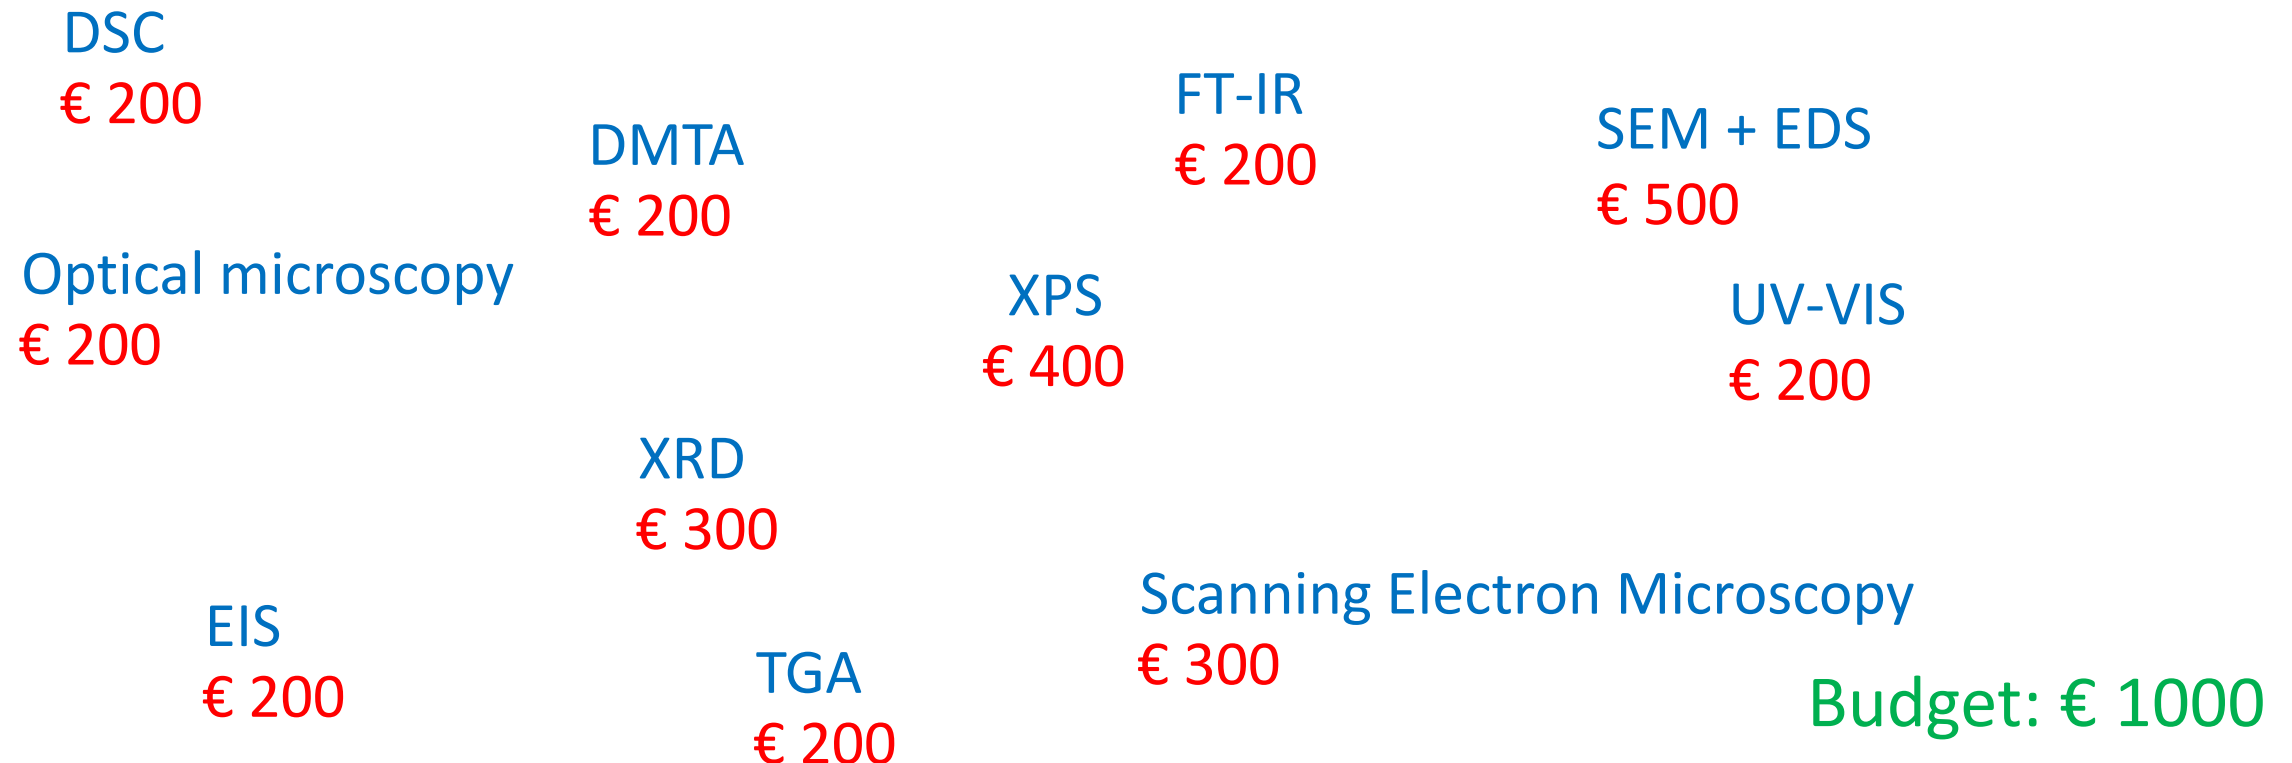 DSC
€ 200
DMTA
€ 200
FT-IR
€ 200
SEM + EDS
€ 500
Optical microscopy
€ 200
XPS
€ 400
UV-VIS
€ 200
XRD
€ 300
EIS
€ 200
TGA
€ 200
Scanning Electron Microscopy
€ 300
Budget: € 1000